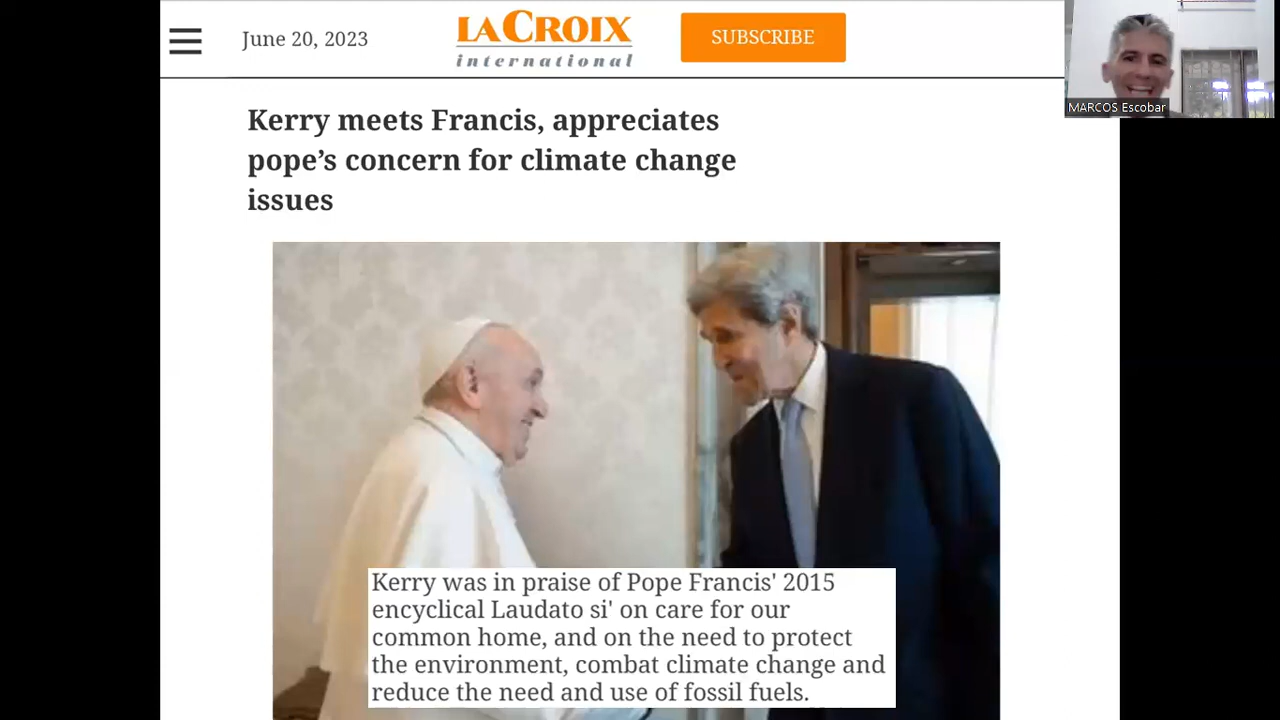 June 20, 2023
LA CROIX
international
SUBSCRIBE
MARCOS Escobar
Kerry meets Francis, appreciates
pope’s concern for climate change
issues
Kerry was in praise of Pope Francis' 2015
encyclical Laudato si' on care for our
common home, and on the need to protect
the environment, combat climate change and
reduce the need and use of fossil fuels.